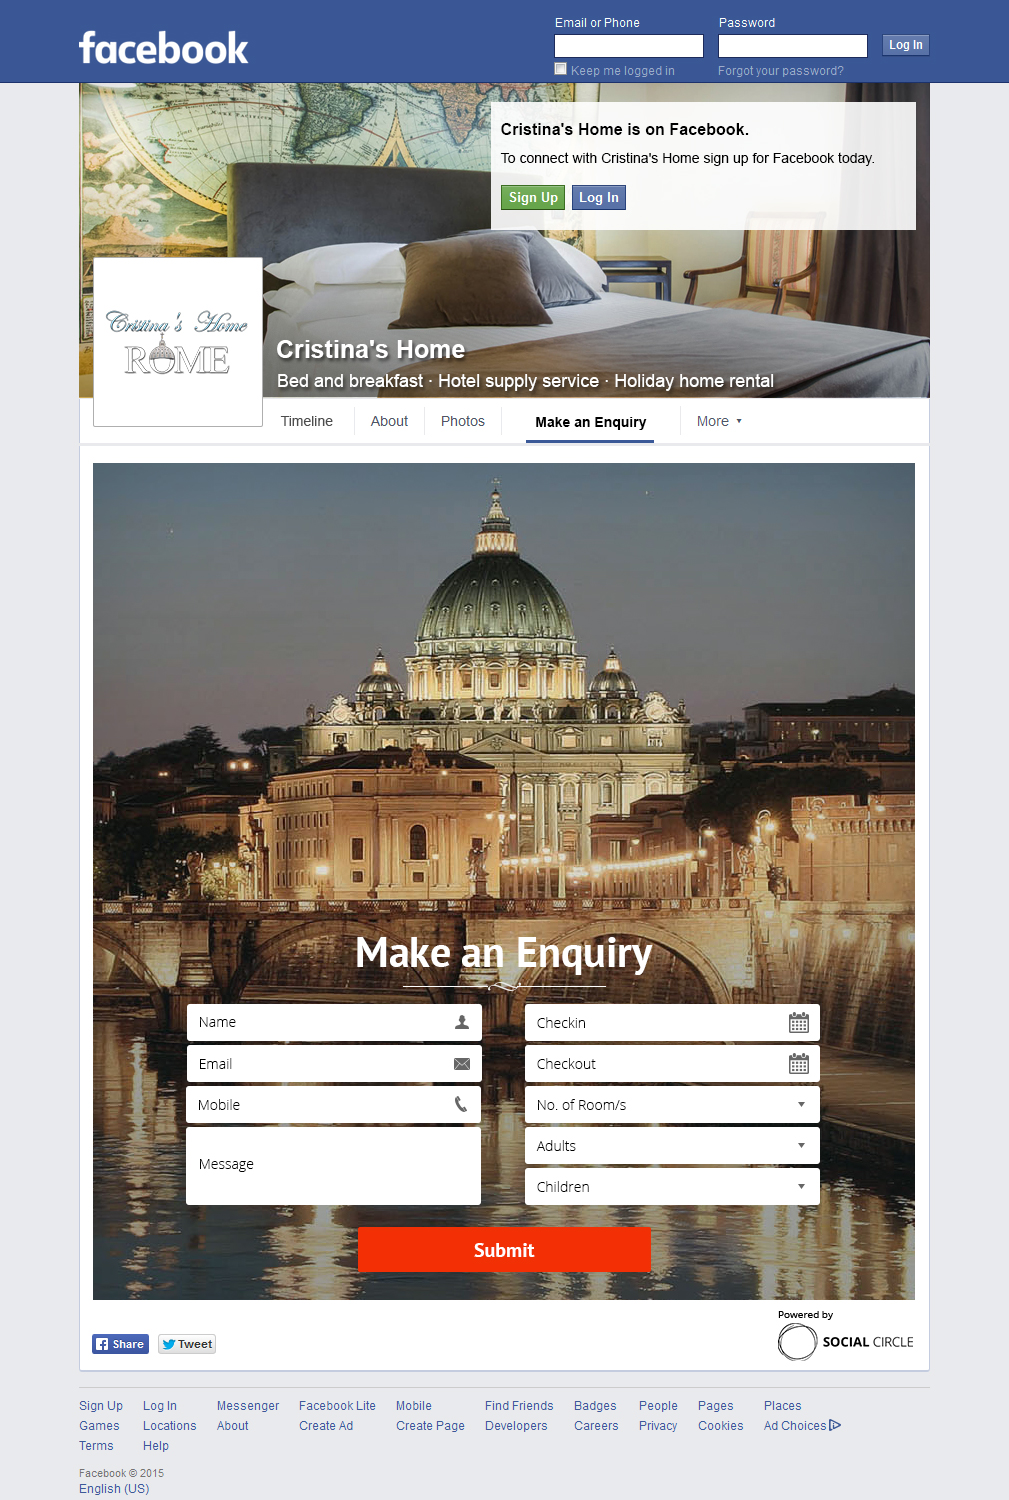 facebook
Email or Phone
Password
Log In
Keep me logged in
Forgot your password?
Cristina's Home is on Facebook.
To connect with Cristina's Home sign up for Facebook today.
Sign Up Log In
Cristina's Home
ROME
Cristina's Home
Bed and breakfast · Hotel supply service · Holiday home rental
Timeline About Photos Make an Enquiry More
Make an Enquiry
Name
Email
Mobile
Message
Checkin
Checkout
No. of Room/s
Adults
Children
Submit
Powered by
SOCIAL CIRCLE
Share Tweet
Sign Up Log In Messenger Facebook Lite Mobile Find Friends Badges People Pages Places
Games Locations About Create Ad Create Page Developers Careers Privacy Cookies Ad Choices
Terms Help
Facebook © 2015
English (US)